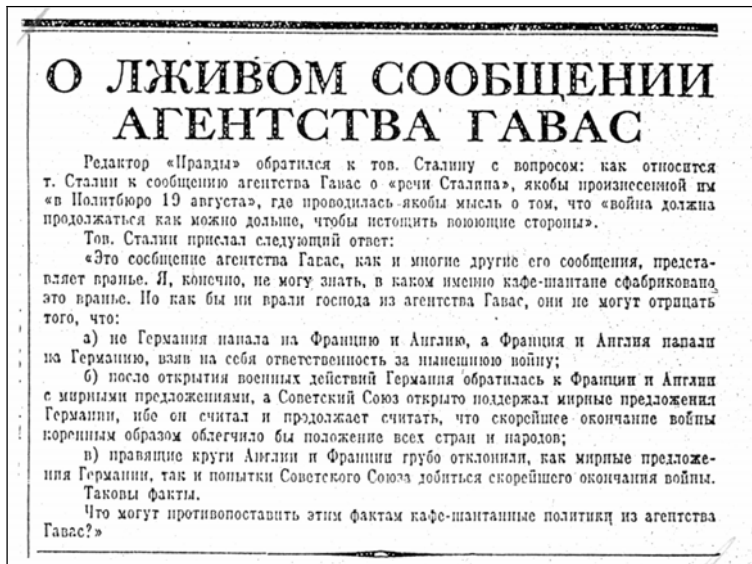 О ЛЖИВОМ СООБЩЕНИИ
АГЕНТСТВА ГАВАС
Редактор «Правды» обратился к тов. Сталину с вопросом: как относится
т. Сталин к сообщению агентства Гавас о «речи Сталина», якобы произнесенной им
«в Политбюро 19 августа», где проводилась якобы мысль о том, что «война должна
продолжаться как можно дольше, чтобы истощить воюющие стороны».
Тов. Сталин прислал следующий ответ:
«Это сообщение агентства Гавас, как и многие другие его сообщения, представ-
ляет вранье. Я, конечно, не могу знать, в каком именно кафе-шантане сфабриковано
это вранье. Но как бы ни врали господа из агентства Гавас, они не могут отрицать
того, что:
а) не Германия напала на Францию и Англию, а Франция и Англия напали
на Германию, взяв на себя ответственность за нынешнюю войну;
б) после открытия военных действий Германия обратилась к Франции и Англии
с мирными предложениями, а Советский Союз открыто поддержал мирные предложения
Германии, ибо он считал и продолжает считать, что скорейшее окончание войны
коренным образом облегчило бы положение всех стран и народов;
в) правящие круги Англии и Франции грубо отклонили, как мирные предложе-
ния Германии, так и попытки Советского Союза добиться скорейшего окончания войны.
Таковы факты.
Что могут противопоставить этим фактам кафе-шантанные политики из агентства
Гавас?»